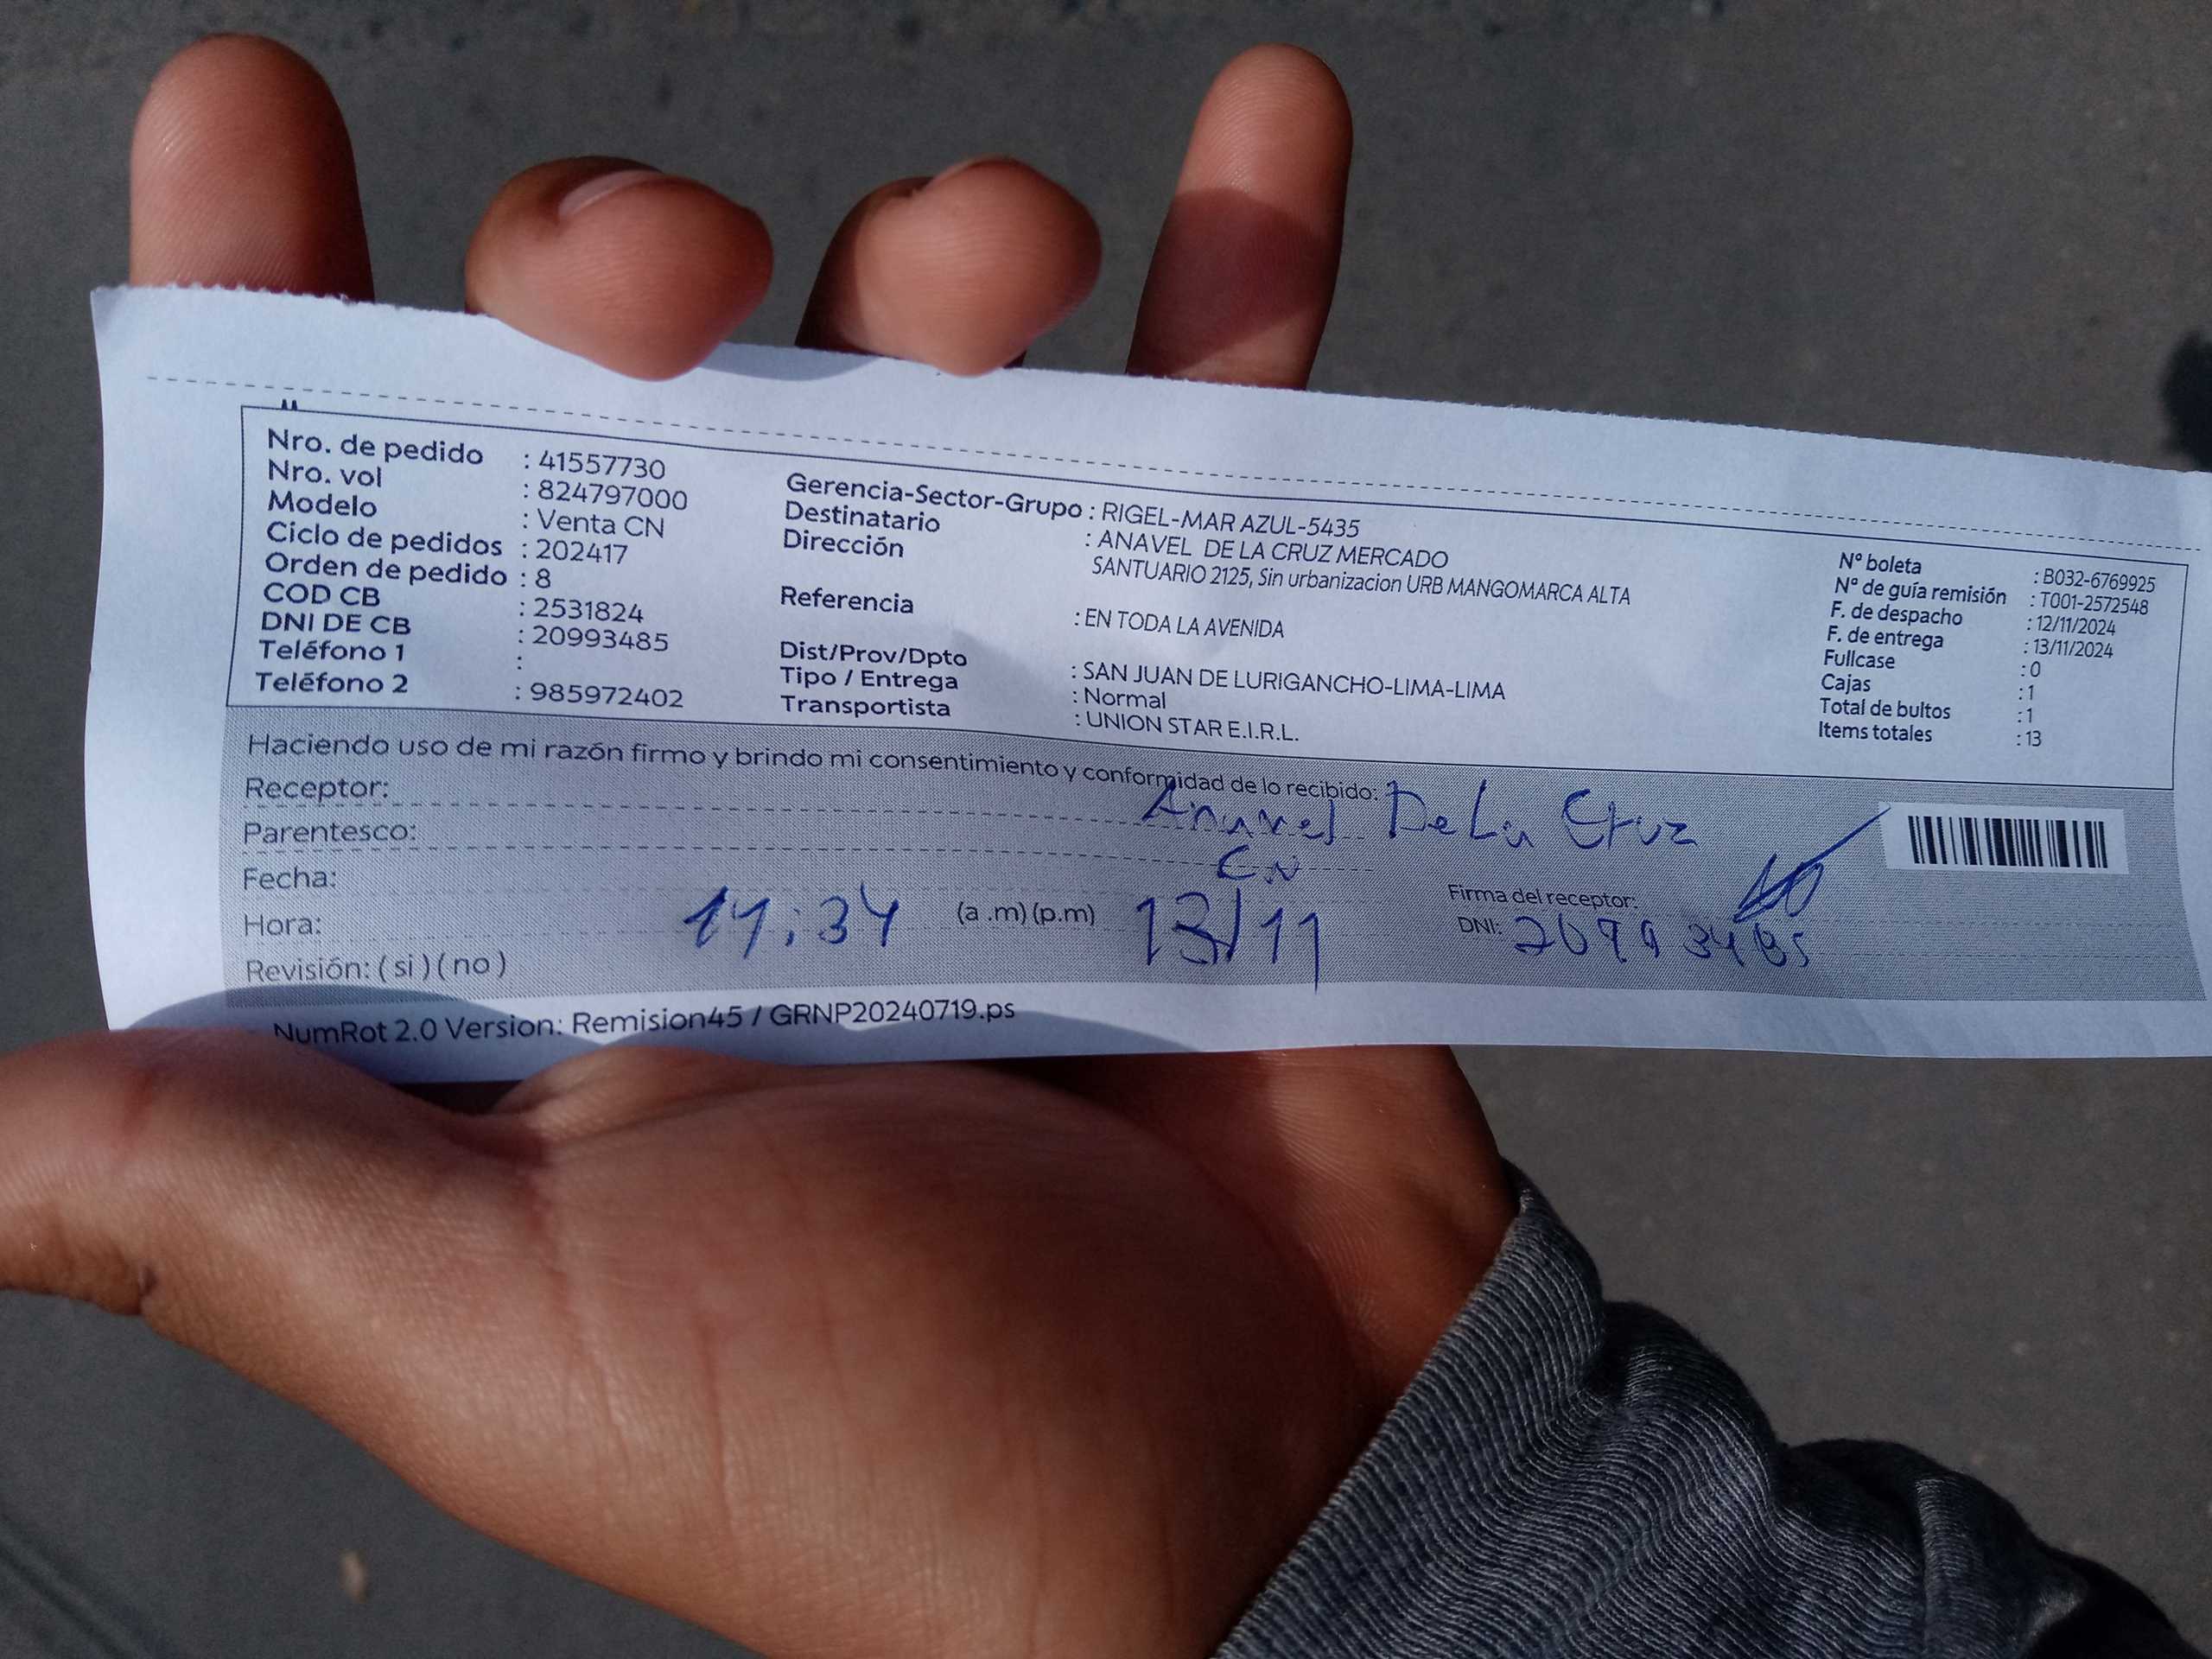 Nro. de pedido : 41557730
Nro. vol : 824797000
Modelo : Venta CN
Ciclo de pedidos : 202417
Orden de pedido : 8
COD CB : 2531824
DNI DE CB : 20993485
Teléfono 1 :
Teléfono 2 : 985972402
Gerencia-Sector-Grupo : RIGEL-MAR AZUL-5435
Destinatario : ANAVEL DE LA CRUZ MERCADO
Dirección SANTUARIO 2125, Sin urbanizacion URB MANGOMARCA ALTA
Referencia : EN TODA LA AVENIDA
Dist/Prov/Dpto : SAN JUAN DE LURIGANCHO-LIMA-LIMA
Tipo / Entrega : Normal
Transportista : UNION STAR E.I.R.L.
Nº boleta : B032-6769925
Nº de guía remisión : T001-2572548
F. de despacho : 12/11/2024
F. de entrega : 13/11/2024
Fullcase : 0
Cajas : 1
Total de bultos : 1
Items totales : 13
Haciendo uso de mi razón firmo y brindo mi consentimiento y conformidad de lo recibido:
Receptor: Anavel De La Cruz
Parentesco: CN
Fecha: 13/11
Hora: (a .m) (p.m)
Firma del receptor:
DNI: 20993485
Revisión: ( si ) ( no )
NumRot 2.0 Version: Remision45 / GRNP20240719.ps